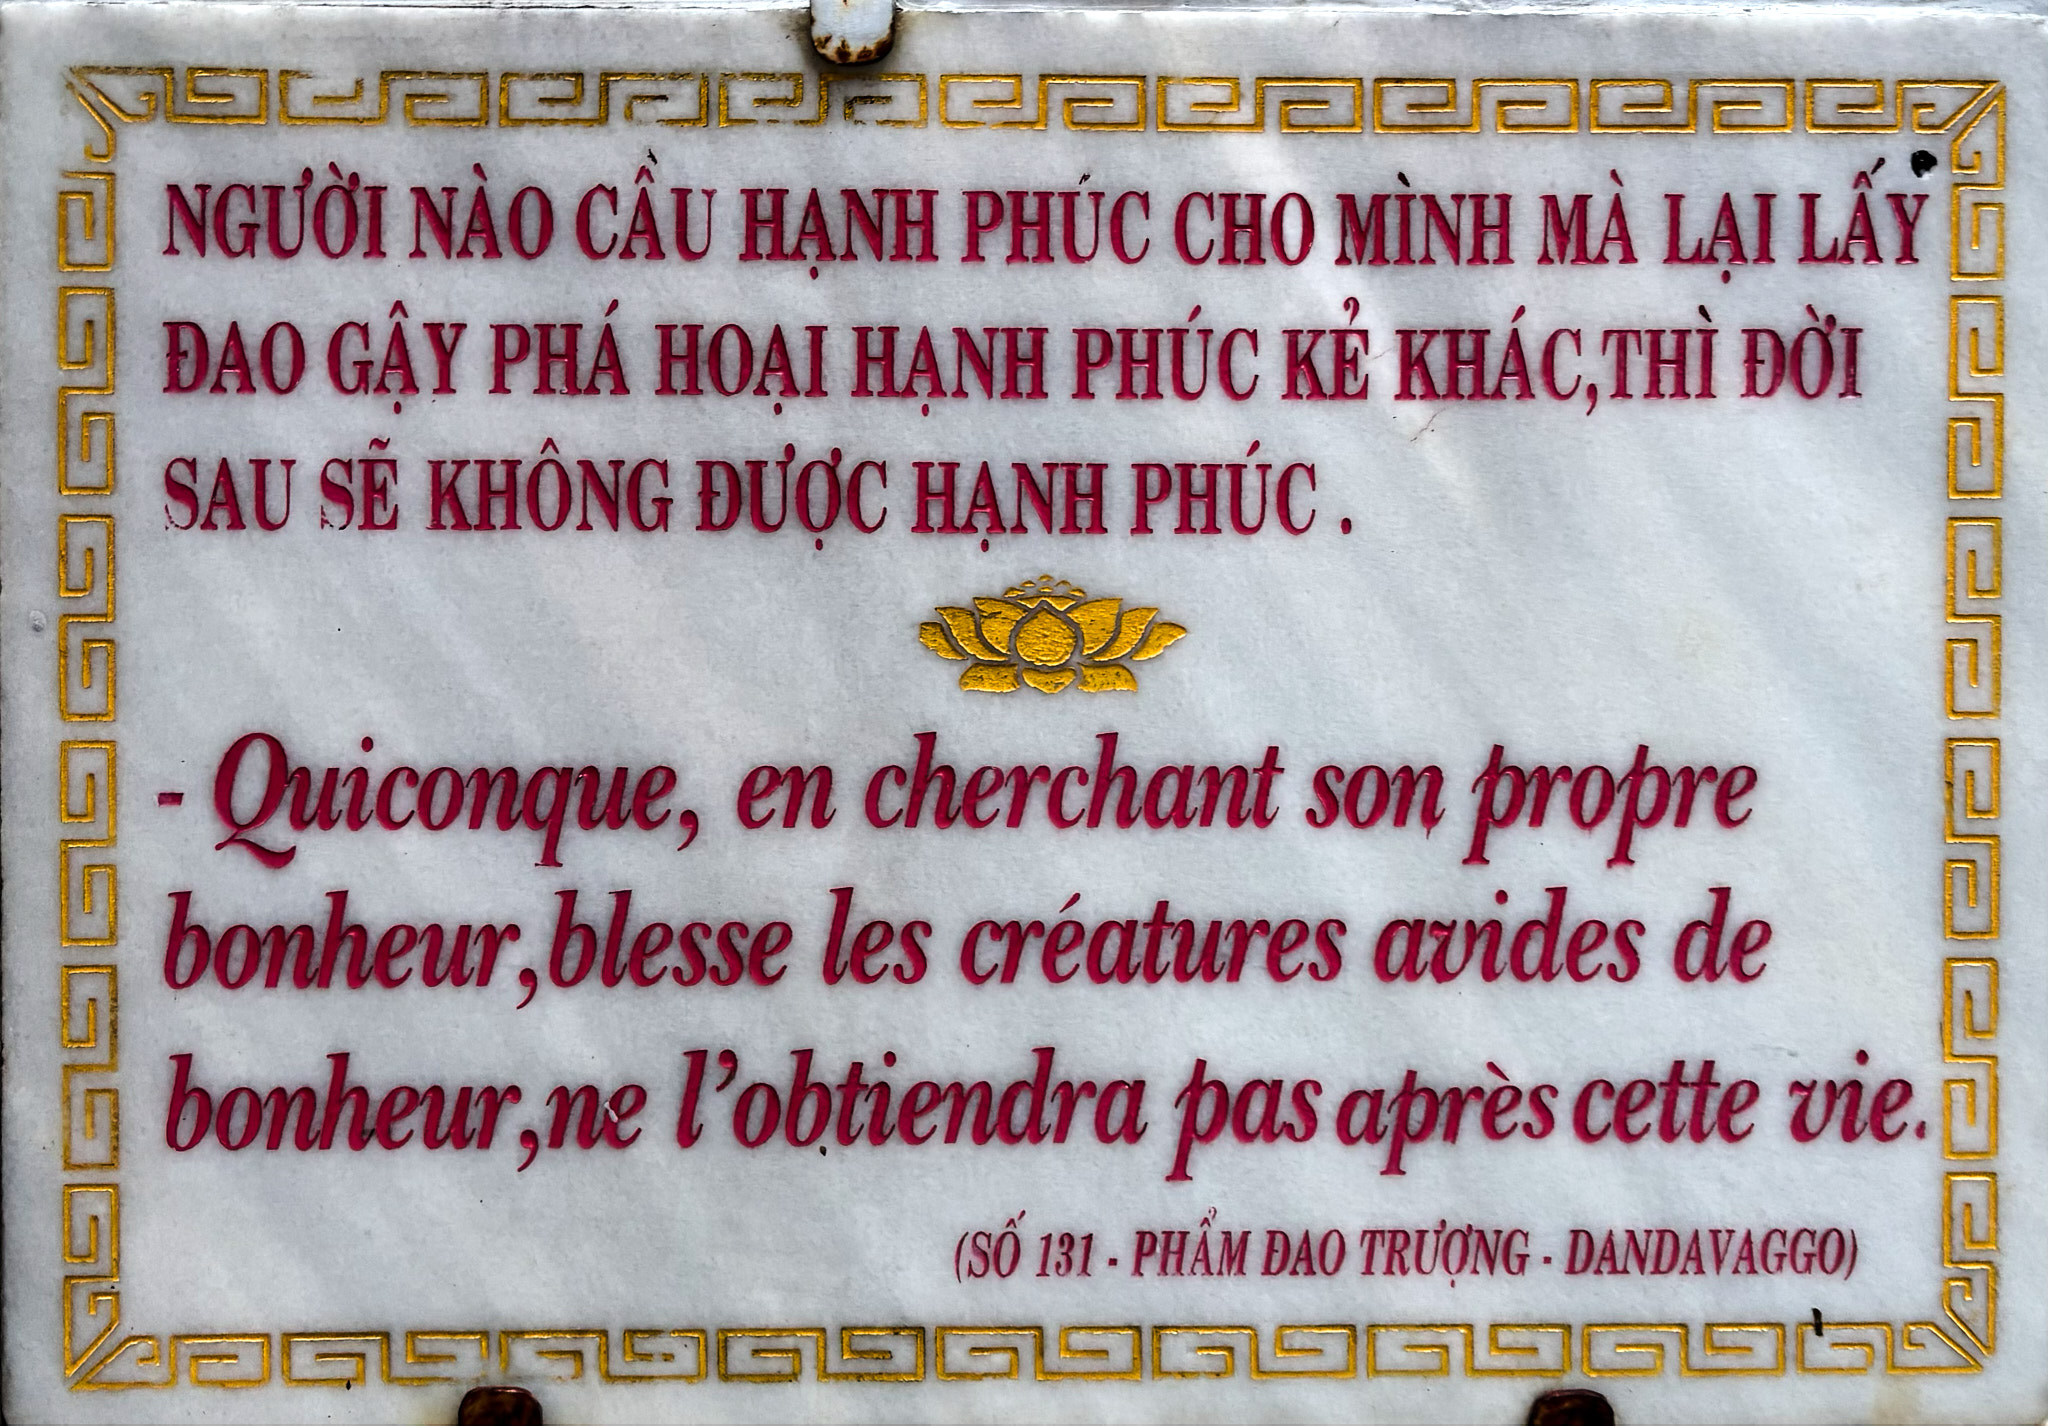 NGƯỜI NÀO CẦU HẠNH PHÚC CHO MÌNH MÀ LẠI LẤY
ĐAO GẬY PHÁ HOẠI HẠNH PHÚC KẺ KHÁC,THÌ ĐỜI
SAU SẼ KHÔNG ĐƯỢC HẠNH PHÚC .
- Quiconque, en cherchant son propre
bonheur,blesse les créatures avides de
bonheur,ne l'obtiendra pas après cette vie.
(SỐ 131 - PHẨM ĐAO TRƯỢNG - DANDAVAGGO)